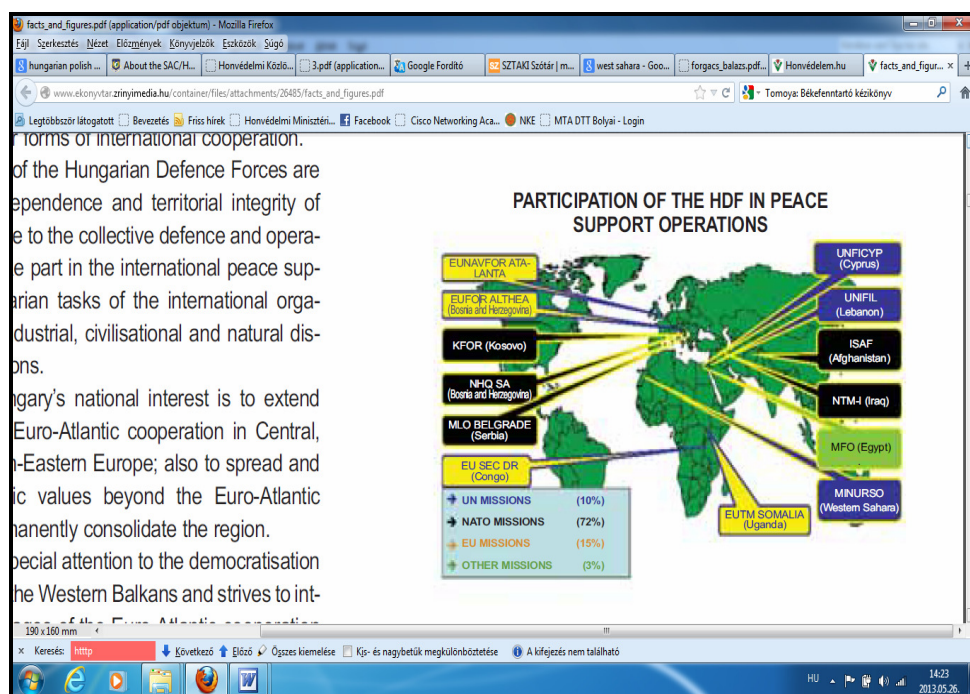 facts_and_figures.pdf (application/pdf objektum) - Mozilla Firefox
Fájl Szerkesztés Nézet Előzmények Könyvjelzők Eszközök Súgó
hungarian polish ... About the SAC/H... Honvédelmi Közlö... 3.pdf (application... Google Fordító SZTAKI Szótár | m... west sahara - Goo... forgacs_balazs.pdf... Honvédelem.hu facts_and_figur... ×
www.ekonyvtar.zrinyimedia.hu/container/files/attachments/26485/facts_and_figures.pdf
Tomoya: Békefenntartó kézikönyv
Legtöbbször látogatott Bevezetés Friss hírek Honvédelmi Minisztéri... Facebook Cisco Networking Aca... NKE MTA DTT Bolyai - Login
r forms of international cooperation.
of the Hungarian Defence Forces are
ependence and territorial integrity of
e to the collective defence and opera-
e part in the international peace sup-
arian tasks of the international orga-
dustrial, civilisational and natural dis-
ons.
ngary's national interest is to extend
Euro-Atlantic cooperation in Central,
n-Eastern Europe; also to spread and
ic values beyond the Euro-Atlantic
manently consolidate the region.
pecial attention to the democratisation
he Western Balkans and strives to int-
ages of the Euro-Atlantic cooperation
PARTICIPATION OF THE HDF IN PEACE
SUPPORT OPERATIONS
EUNAVFOR ATA-
LANTA
EUFOR ALTHEA
(Bosnia and Herzegovina)
KFOR (Kosovo)
NHQ SA
(Bosnia and Herzegovina)
MLO BELGRADE
(Serbia)
EU SEC DR
(Congo)
UNFICYP
(Cyprus)
UNIFIL
(Lebanon)
ISAF
(Afghanistan)
NTM-I (Iraq)
MFO (Egypt)
MINURSO
(Western Sahara)
EUTM SOMALIA
(Uganda)
UN MISSIONS (10%)
NATO MISSIONS (72%)
EU MISSIONS (15%)
OTHER MISSIONS (3%)
190 x 160 mm
× Keresés: htttp Következő Előző Összes kiemelése Kis- és nagybetűk megkülönböztetése A kifejezés nem található
HU 14:23
2013.05.26.